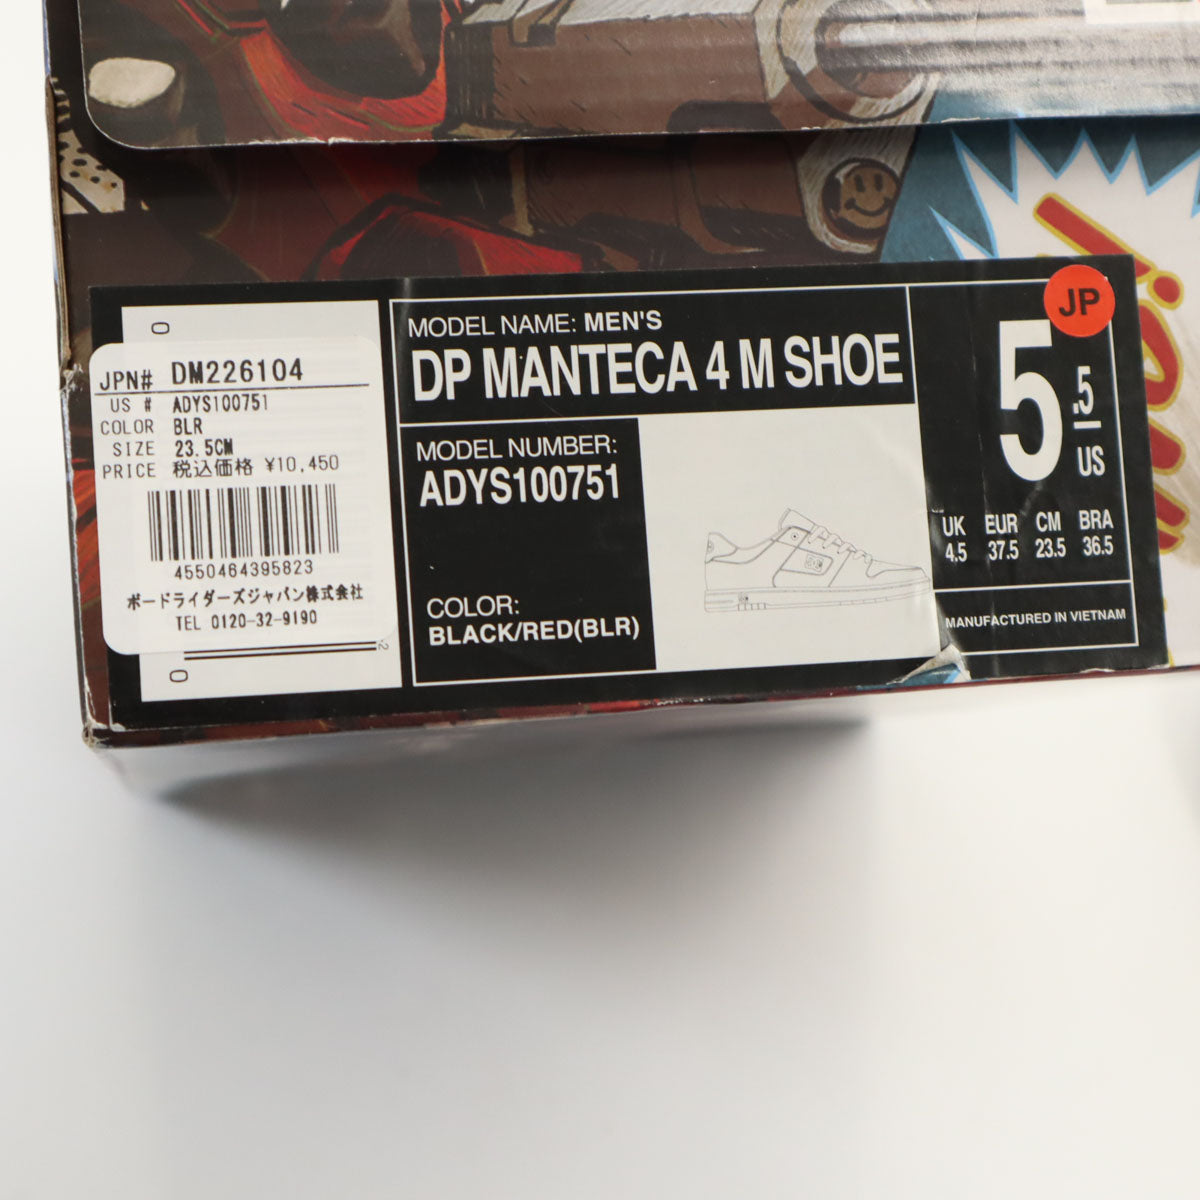 JPN# DM226104
US # ADYS100751
COLOR BLR
SIZE 23.5CM
PRICE 税込価格 ¥10,450
4550464395823
ボードライダーズジャパン株式会社
TEL 0120-32-9190
0
0
2
MODEL NAME: MEN'S
DP MANTECA 4 M SHOE
MODEL NUMBER:
ADYS100751
COLOR:
BLACK/RED(BLR)
JP
5.5 US
UK EUR CM BRA
4.5 37.5 23.5 36.5
MANUFACTURED IN VIETNAM